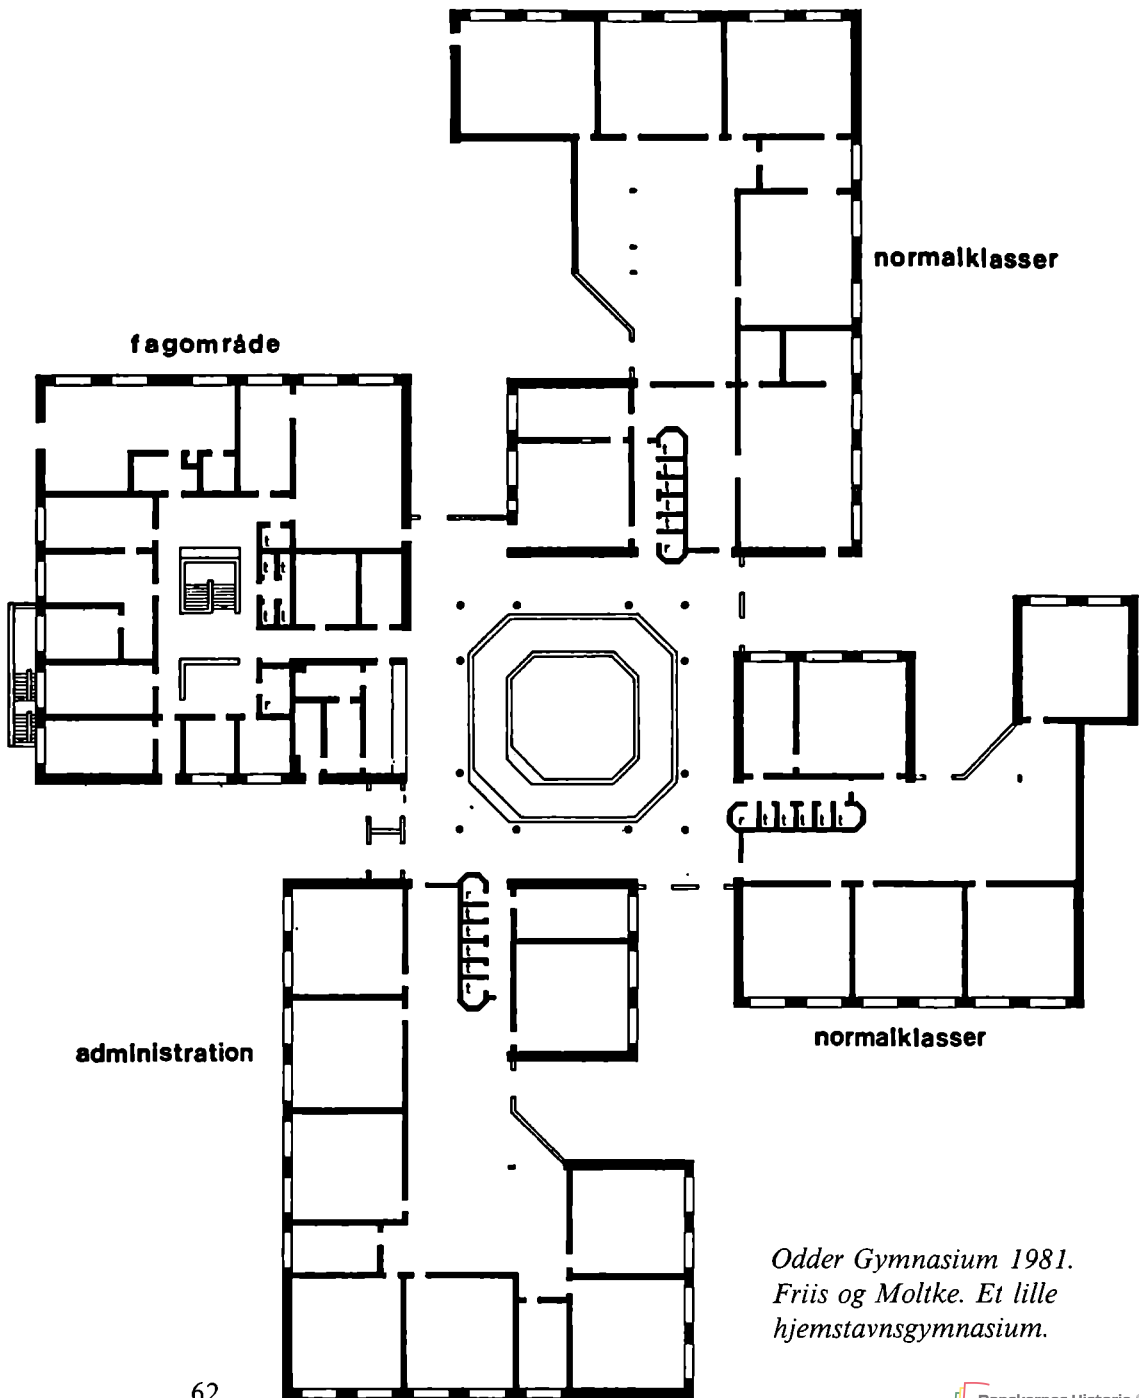 normalklasser
fagområde
t
t
t
t
t
r
r
t
t
t
t
r
t
t
t
t
t
r
t
t
t
t
t
administration
normalklasser
Odder Gymnasium 1981.
Friis og Moltke. Et lille
hjemstavnsgymnasium.
62